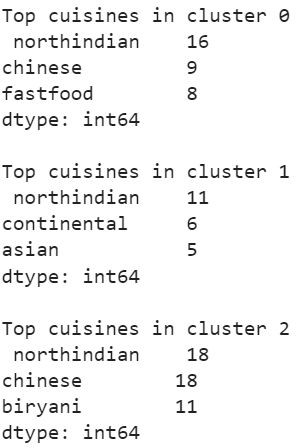 Top cuisines in cluster 0
 northindian    16
chinese         9
fastfood        8
dtype: int64

Top cuisines in cluster 1
 northindian    11
continental     6
asian           5
dtype: int64

Top cuisines in cluster 2
 northindian    18
chinese        18
biryani        11
dtype: int64